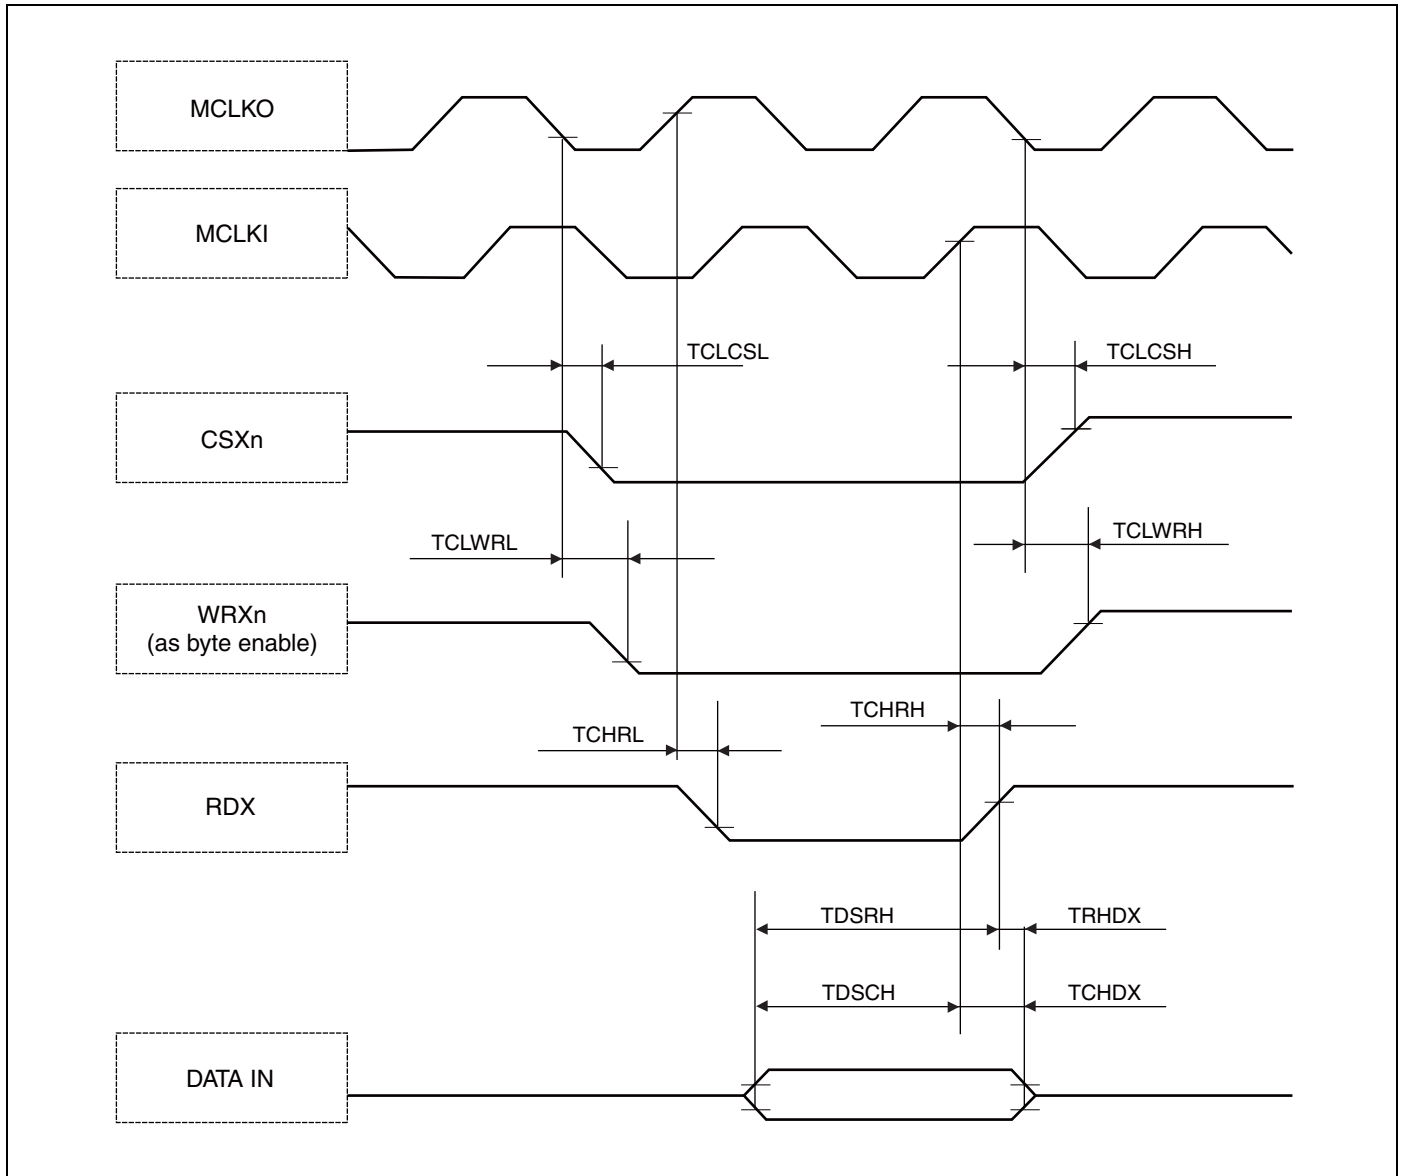 MCLKO
MCLKI
TCLCSL
TCLCSH
CSXn
TCLWRL
TCLWRH
WRXn
(as byte enable)
TCHRH
TCHRL
RDX
TDSRH
TRHDX
TDSCH
TCHDX
DATA IN